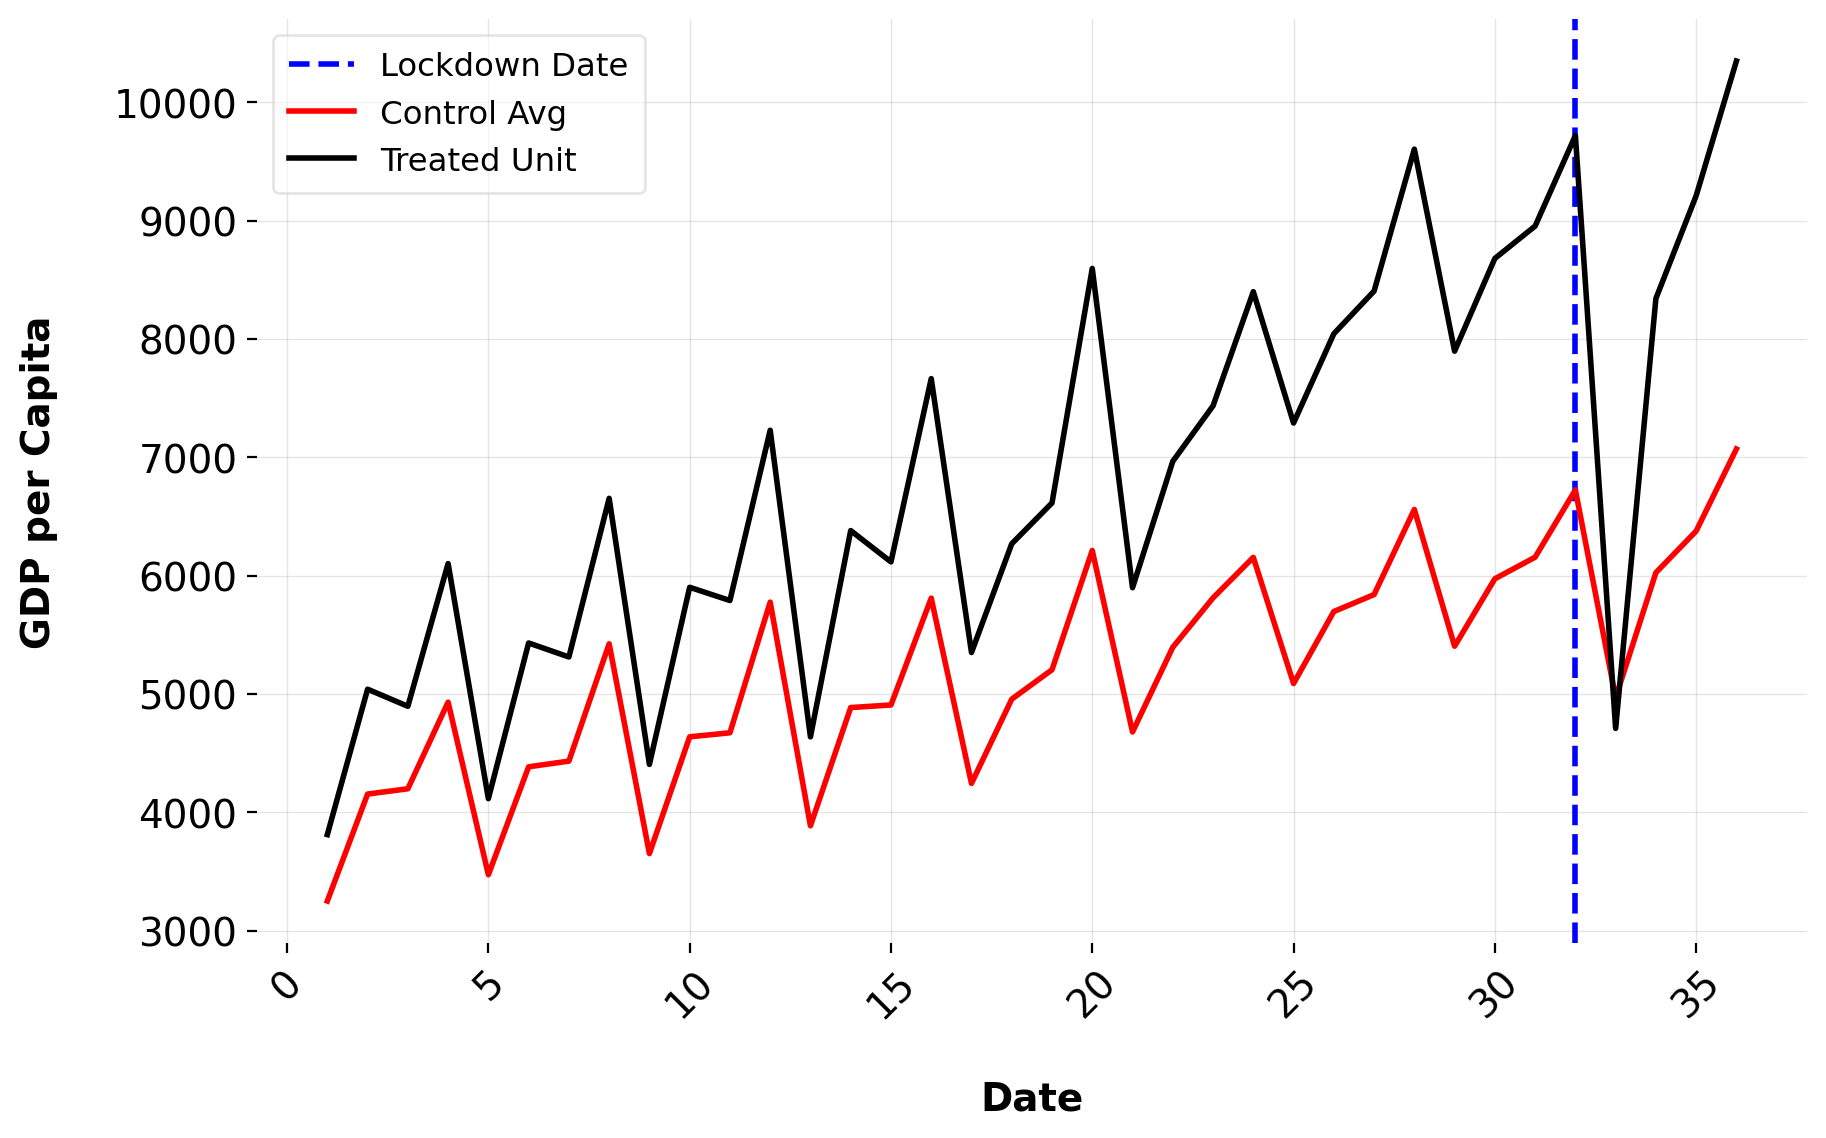 Lockdown Date
Control Avg
Treated Unit
GDP per Capita
10000
9000
8000
7000
6000
5000
4000
3000
0 5 10 15 20 25 30 35
Date